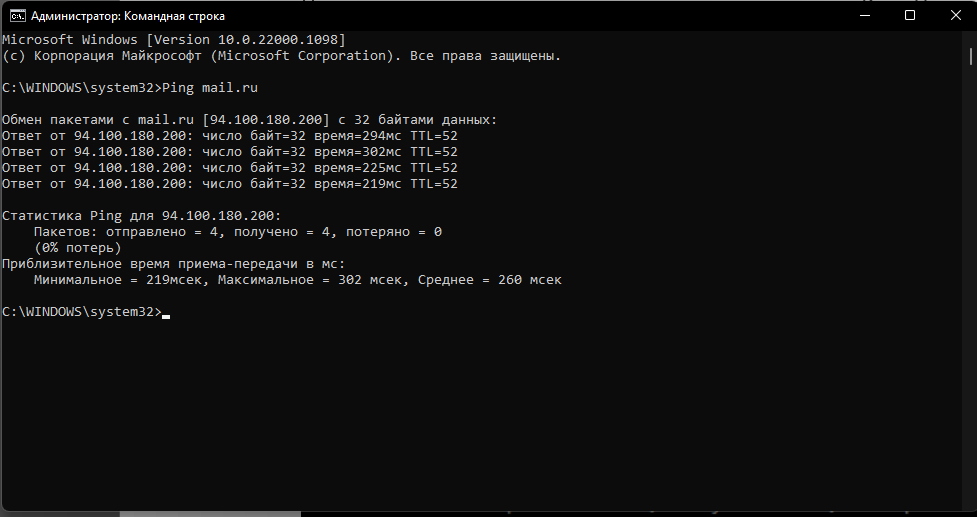 Администратор: Командная строка
Microsoft Windows [Version 10.0.22000.1098]
(c) Корпорация Майкрософт (Microsoft Corporation). Все права защищены.
C:\WINDOWS\system32>Ping mail.ru
Обмен пакетами с mail.ru [94.100.180.200] с 32 байтами данных:
Ответ от 94.100.180.200: число байт=32 время=294мс TTL=52
Ответ от 94.100.180.200: число байт=32 время=302мс TTL=52
Ответ от 94.100.180.200: число байт=32 время=225мс TTL=52
Ответ от 94.100.180.200: число байт=32 время=219мс TTL=52
Статистика Ping для 94.100.180.200:
Пакетов: отправлено = 4, получено = 4, потеряно = 0
(0% потерь)
Приблизительное время приема-передачи в мс:
Минимальное = 219мсек, Максимальное = 302 мсек, Среднее = 260 мсек
C:\WINDOWS\system32>